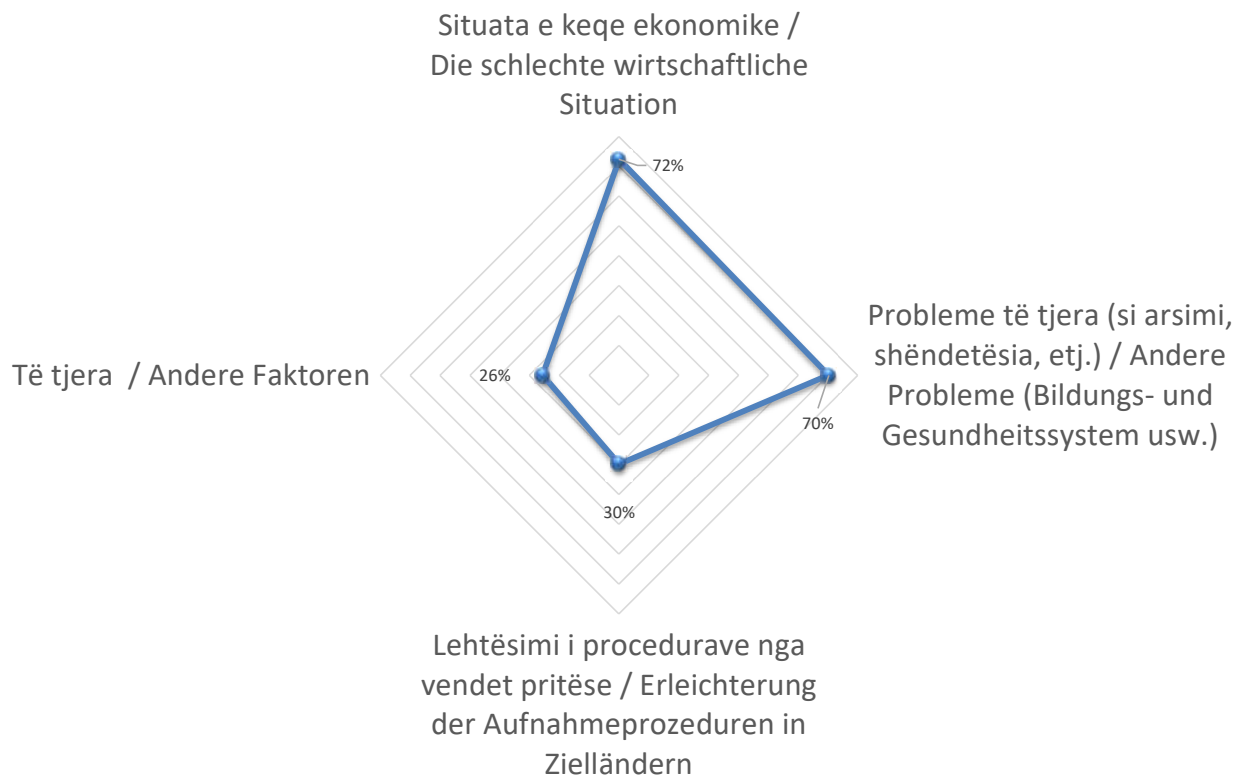 Situata e keqe ekonomike /
Die schlechte wirtschaftliche
Situation
72%
Probleme të tjera (si arsimi,
shëndetësia, etj.) / Andere
Probleme (Bildungs- und
Gesundheitssystem usw.)
70%
Të tjera / Andere Faktoren
26%
30%
Lehtësimi i procedurave nga
vendet pritëse / Erleichterung
der Aufnahmeprozeduren in
Zielländern